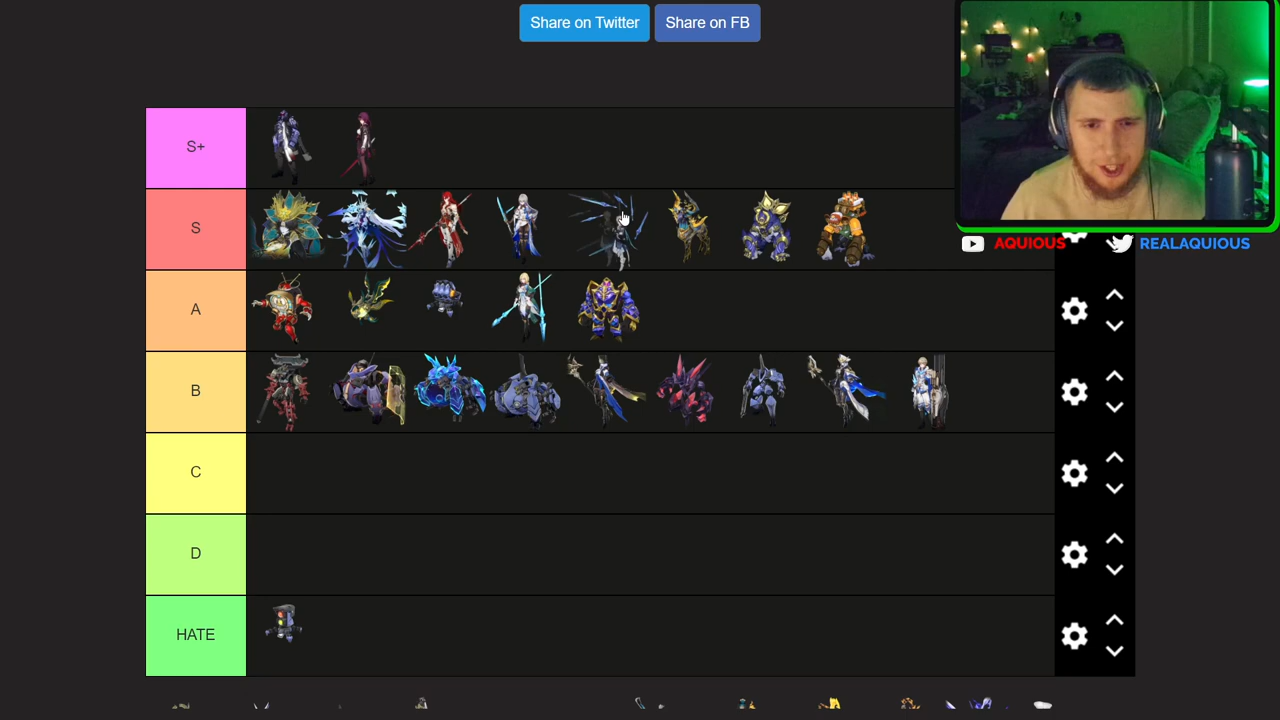 Share on Twitter
Share on FB
S+
S
AQUIOUS
REALAQUIOUS
A
B
C
D
HATE